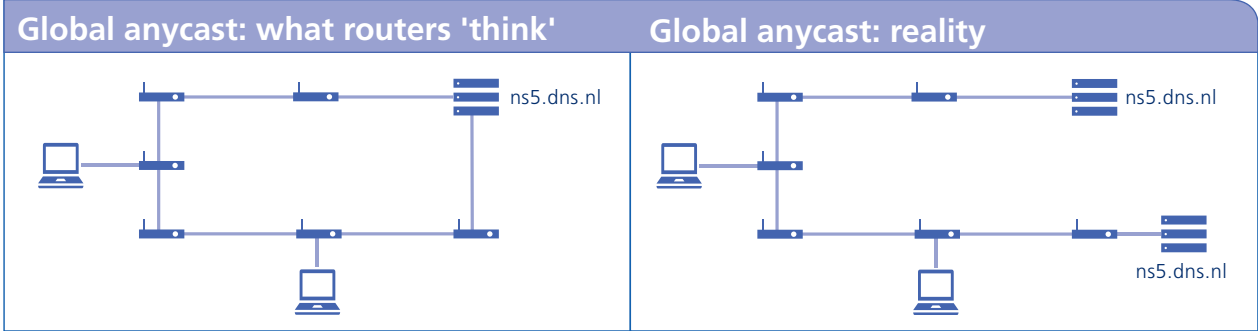 Global anycast: what routers 'think'
Global anycast: reality
ns5.dns.nl
ns5.dns.nl
ns5.dns.nl